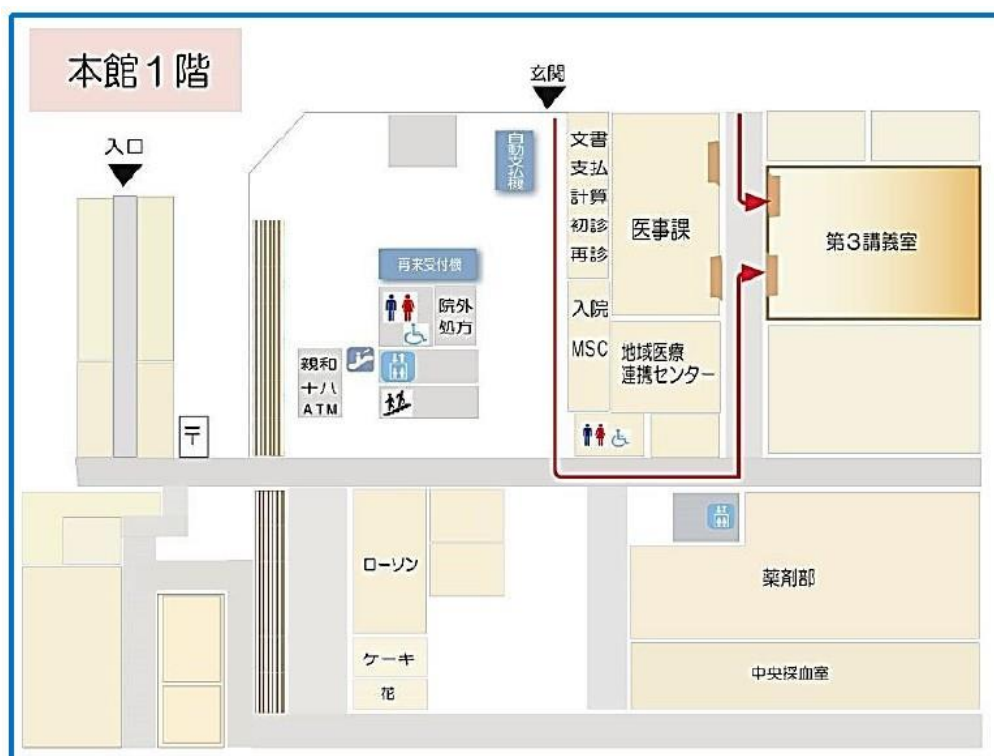 本館1階
玄関
入口
自動支払機
文書
支払
計算
初診
再診
医事課
第3講義室
再来受付機
院外
処方
入院
MSC
地域医療
連携センター
親和
十八
ATM
〒
ローソン
薬剤部
ケーキ
花
中央採血室